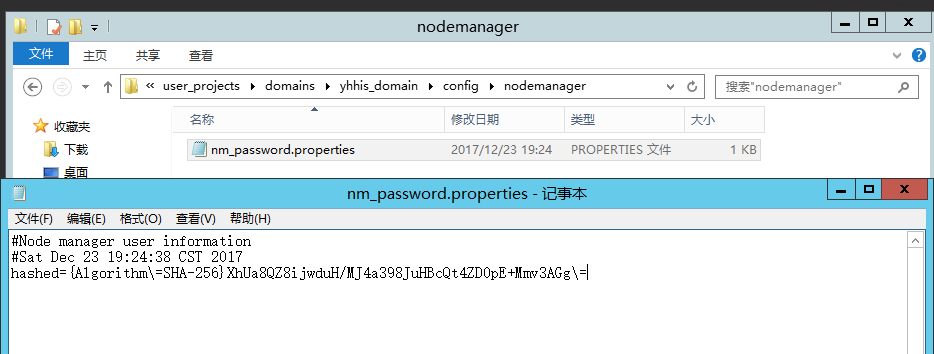 nodemanager
文件 主页 共享 查看
« user_projects domains yhhis_domain config nodemanager 搜索"nodemanager"
收藏夹 名称 修改日期 类型 大小
下载 nm_password.properties 2017/12/23 19:24 PROPERTIES 文件 1 KB
桌面
nm_password.properties - 记事本
文件(F) 编辑(E) 格式(O) 查看(V) 帮助(H)
#Node manager user information
#Sat Dec 23 19:24:38 CST 2017
hashed={Algorithm\=SHA-256}XhUa8QZ8ijwduH/MJ4a398JuHBcQt4ZD0pE+Mmv3AGg\=